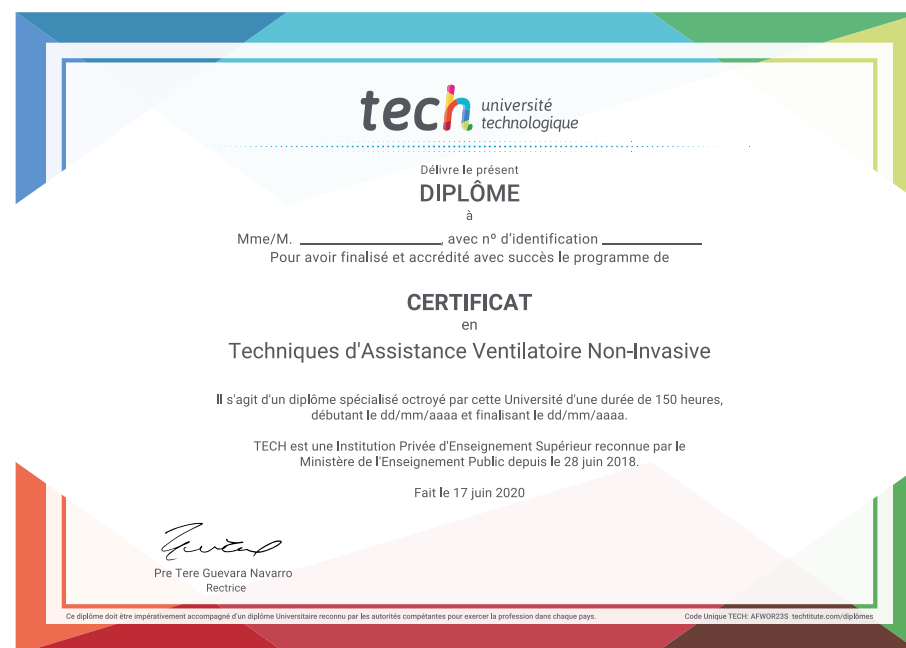 tech université
technologique
Délivre le présent
DIPLÔME
à
Mme/M. ____________________, avec nº d'identification ______________
Pour avoir finalisé et accrédité avec succès le programme de
CERTIFICAT
en
Techniques d'Assistance Ventilatoire Non-Invasive
Il s'agit d'un diplôme spécialisé octroyé par cette Université d'une durée de 150 heures,
débutant le dd/mm/aaaa et finalisant le dd/mm/aaaa.
TECH est une Institution Privée d'Enseignement Supérieur reconnue par le
Ministère de l'Enseignement Public depuis le 28 juin 2018.
Fait le 17 juin 2020
Pre Tere Guevara Navarro
Rectrice
Ce diplôme doit être impérativement accompagné d'un diplôme Universitaire reconnu par les autorités compétantes pour exercer la profession dans chaque pays.
Code Unique TECH: AFWOR23S techtitute.com/diplômes